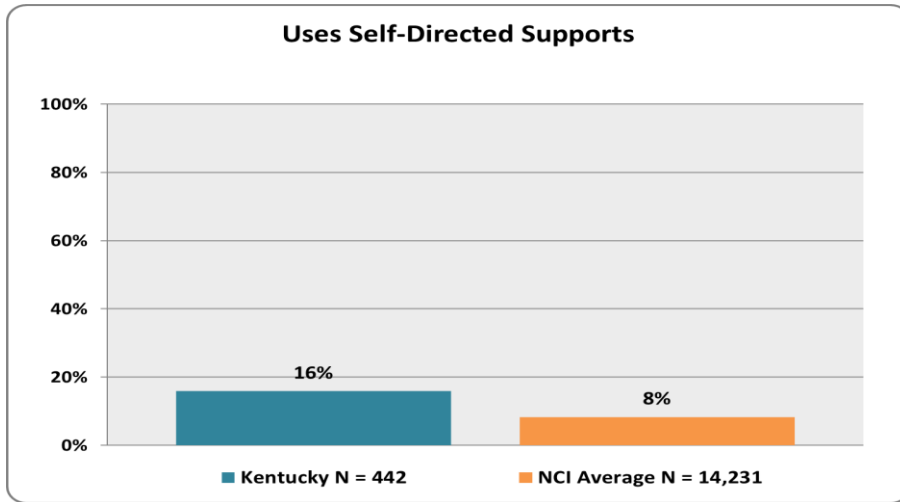 Uses Self-Directed Supports
100%
80%
60%
40%
20%
0%
16%
8%
Kentucky N = 442
NCI Average N = 14,231